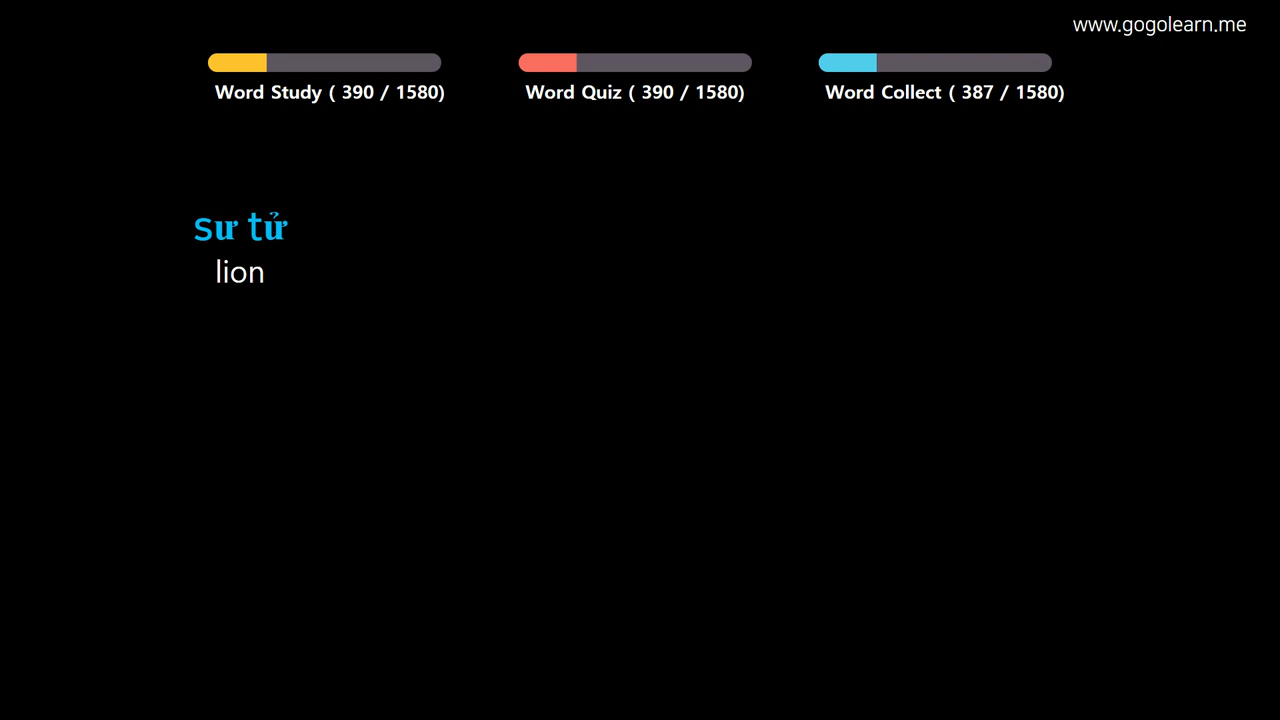 www.gogolearn.me
Word Study ( 390 / 1580)
Word Quiz ( 390 / 1580)
Word Collect ( 387 / 1580)
sư tử
lion